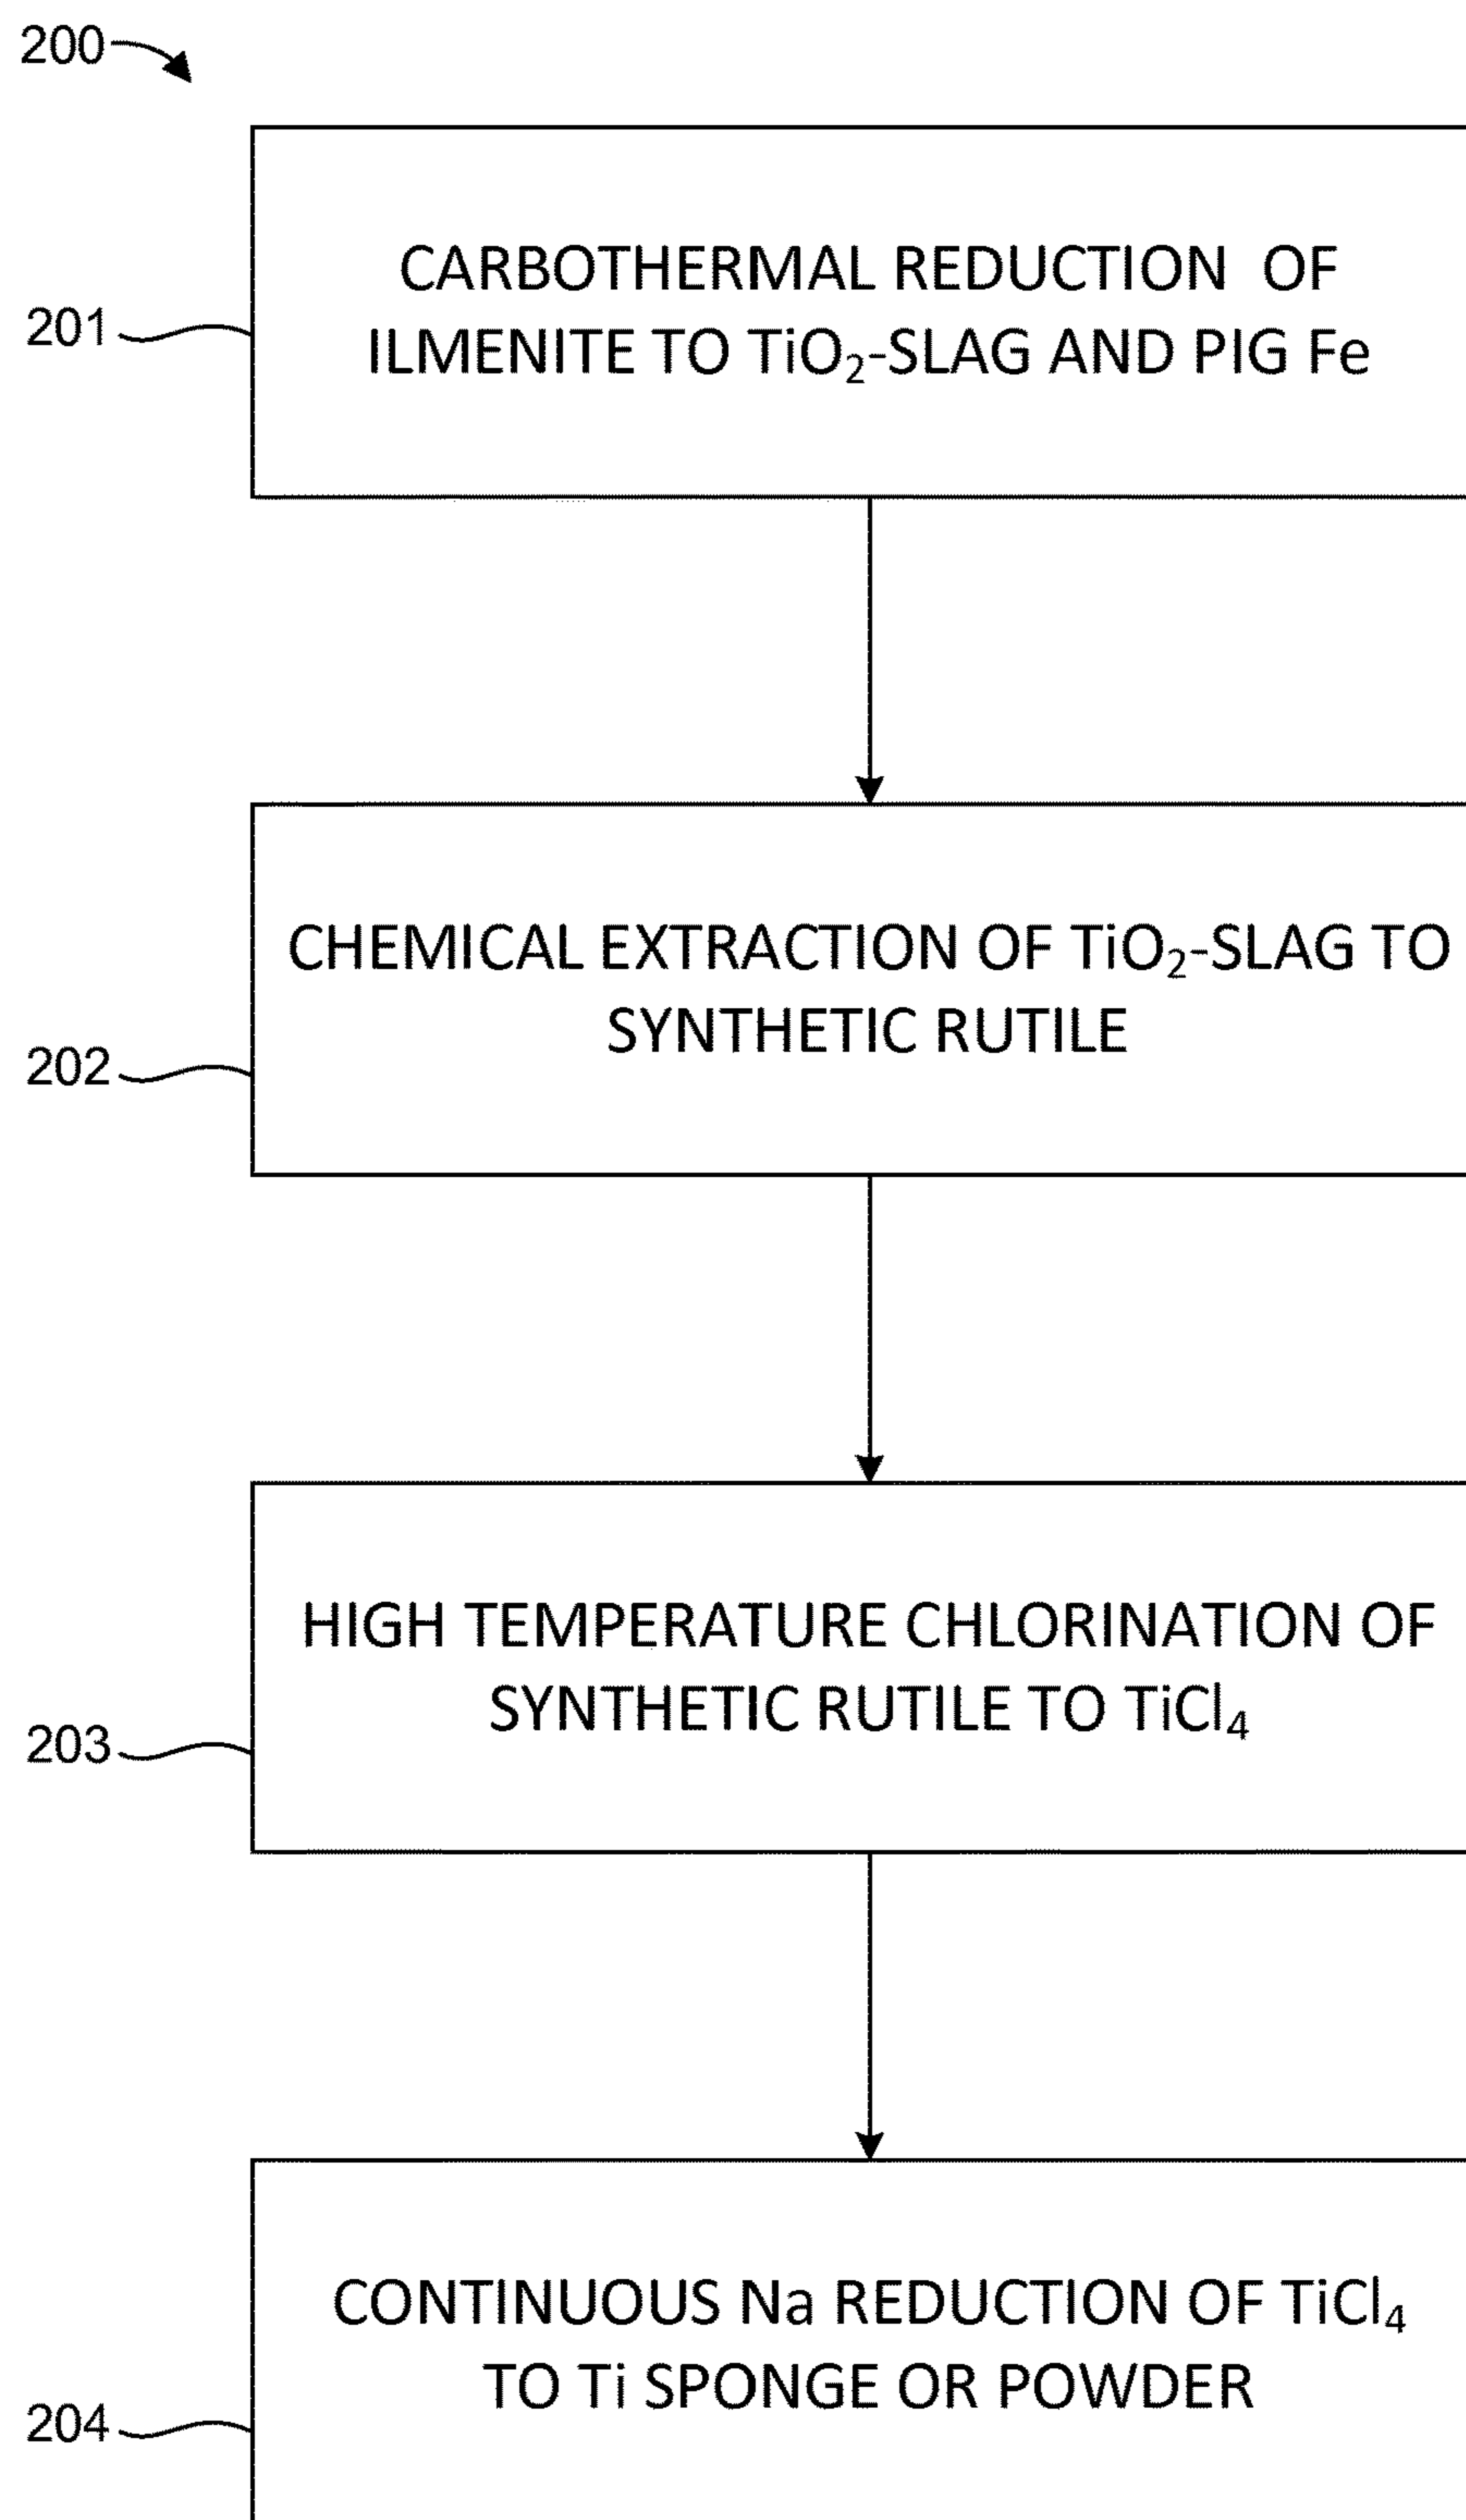 200
CARBOTHERMAL REDUCTION OF
ILMENITE TO TiO₂-SLAG AND PIG Fe
201
CHEMICAL EXTRACTION OF TiO₂-SLAG TO
SYNTHETIC RUTILE
202
HIGH TEMPERATURE CHLORINATION OF
SYNTHETIC RUTILE TO TiCl₄
203
CONTINUOUS Na REDUCTION OF TiCl₄
TO Ti SPONGE OR POWDER
204